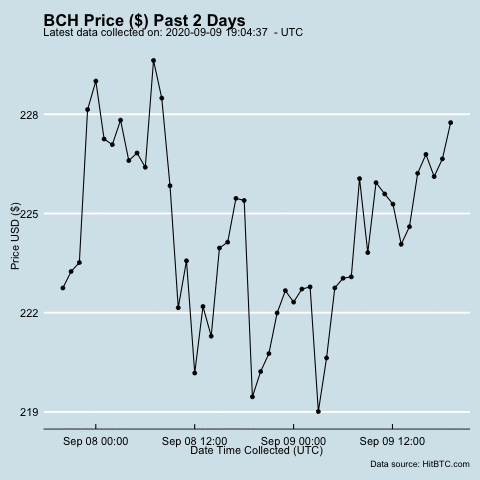 BCH Price ($) Past 2 Days
Latest data collected on: 2020-09-09 19:04:37  - UTC
228
225
222
219
Price USD ($)
Sep 08 00:00
Sep 08 12:00
Sep 09 00:00
Sep 09 12:00
Date Time Collected (UTC)
Data source: HitBTC.com